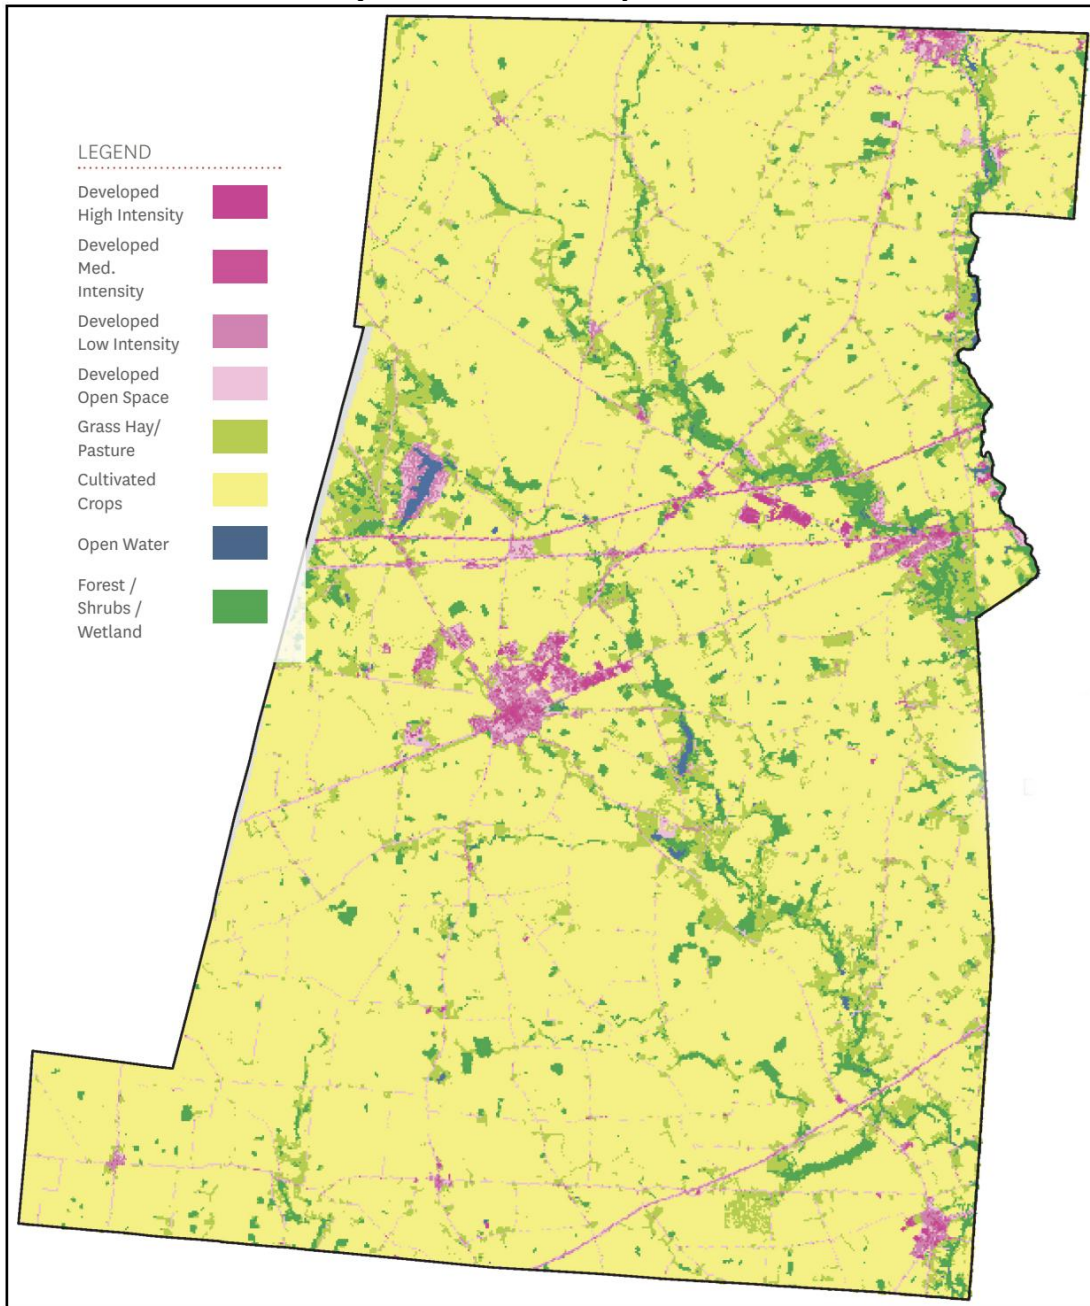 LEGEND
Developed
High Intensity
Developed
Med.
Intensity
Developed
Low Intensity
Developed
Open Space
Grass Hay/
Pasture
Cultivated
Crops
Open Water
Forest /
Shrubs /
Wetland